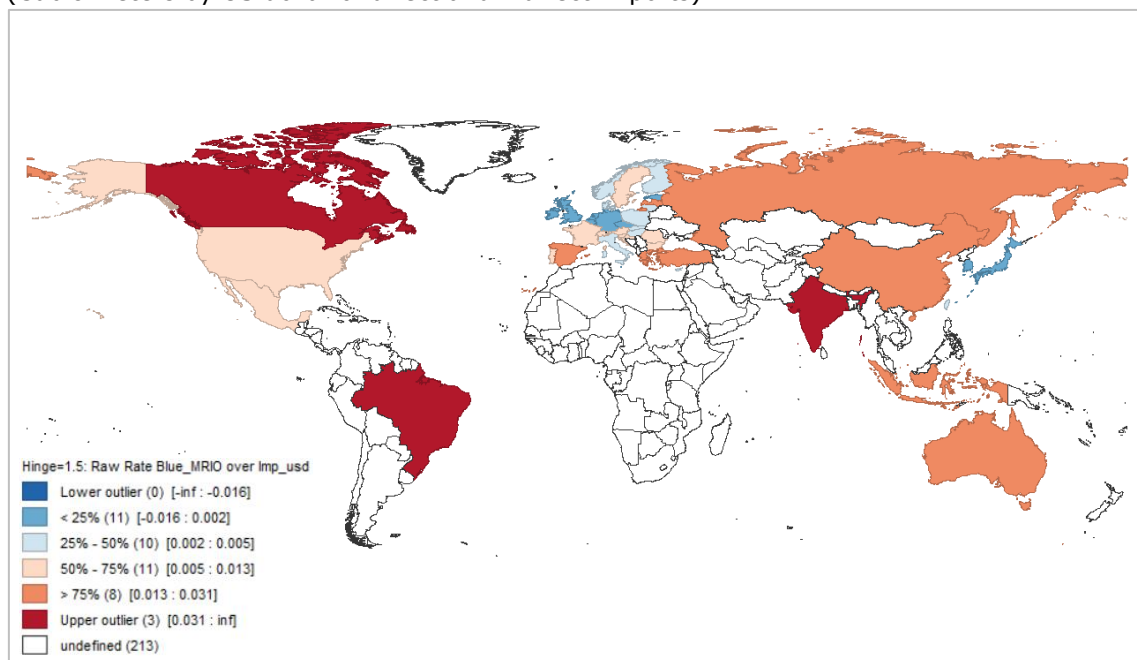 Hinge=1.5: Raw Rate Blue_MRIO over Imp_usd
Lower outlier (0) [-inf : -0.016]
< 25% (11) [-0.016 : 0.002]
25% - 50% (10) [0.002 : 0.005]
50% - 75% (11) [0.005 : 0.013]
> 75% (8) [0.013 : 0.031]
Upper outlier (3) [0.031 : inf]
undefined (213)